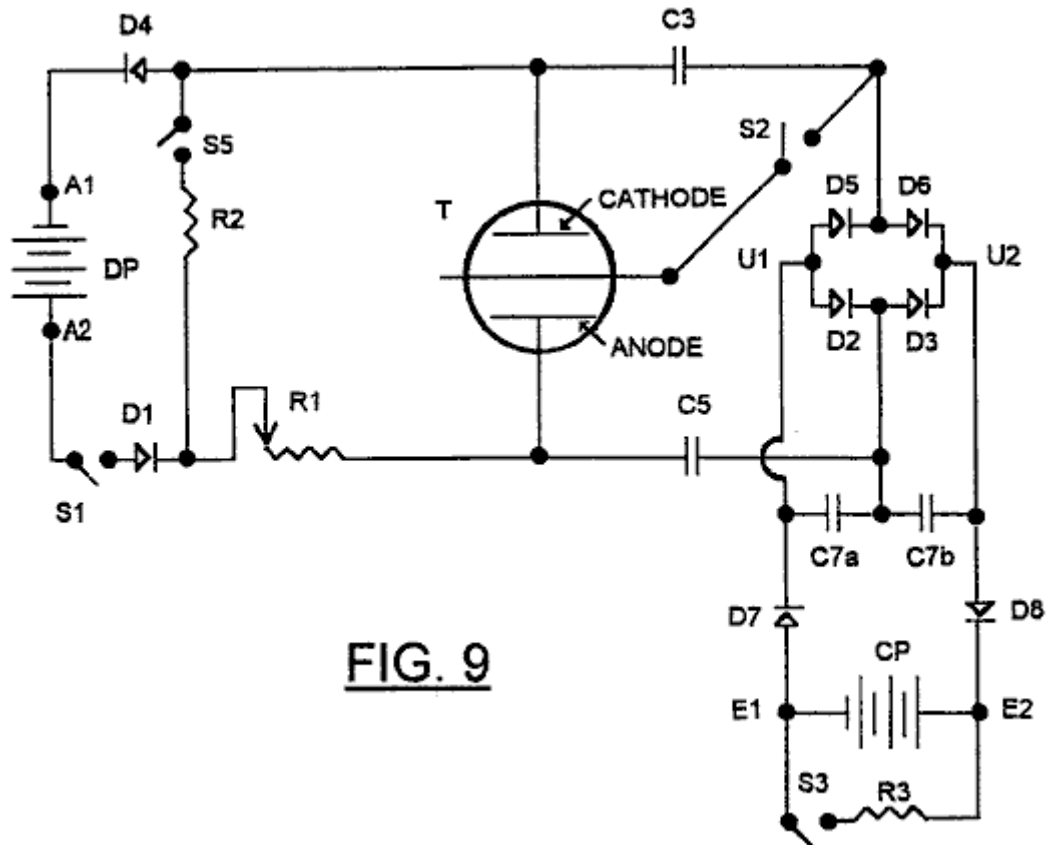 D4
C3
S5
S2
A1
CATHODE
D5
D6
R2
T
DP
U1
U2
A2
ANODE
D2
D3
D1
R1
C5
S1
C7a
C7b
D7
D8
FIG. 9
CP
E1
E2
S3
R3